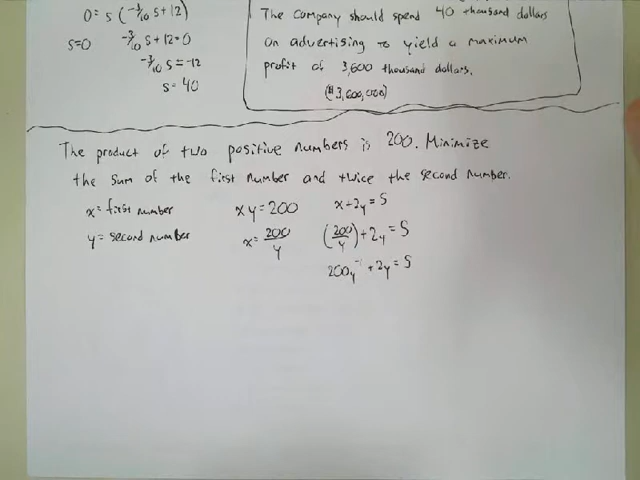 0 = s(-3/10 s + 12)
s=0 -3/10 s + 12 = 0
-3/10 s = -12
s = 40
The company should spend 40 thousand dollars
on advertising to yield a maximum
profit of 3,600 thousand dollars.
($3,600,000)
The product of two positive numbers is 200. Minimize
the sum of the first number and twice the second number.
x = first number xy = 200 x + 2y = S
y = second number x = 200/y (200/y) + 2y = S
200y⁻¹ + 2y = S